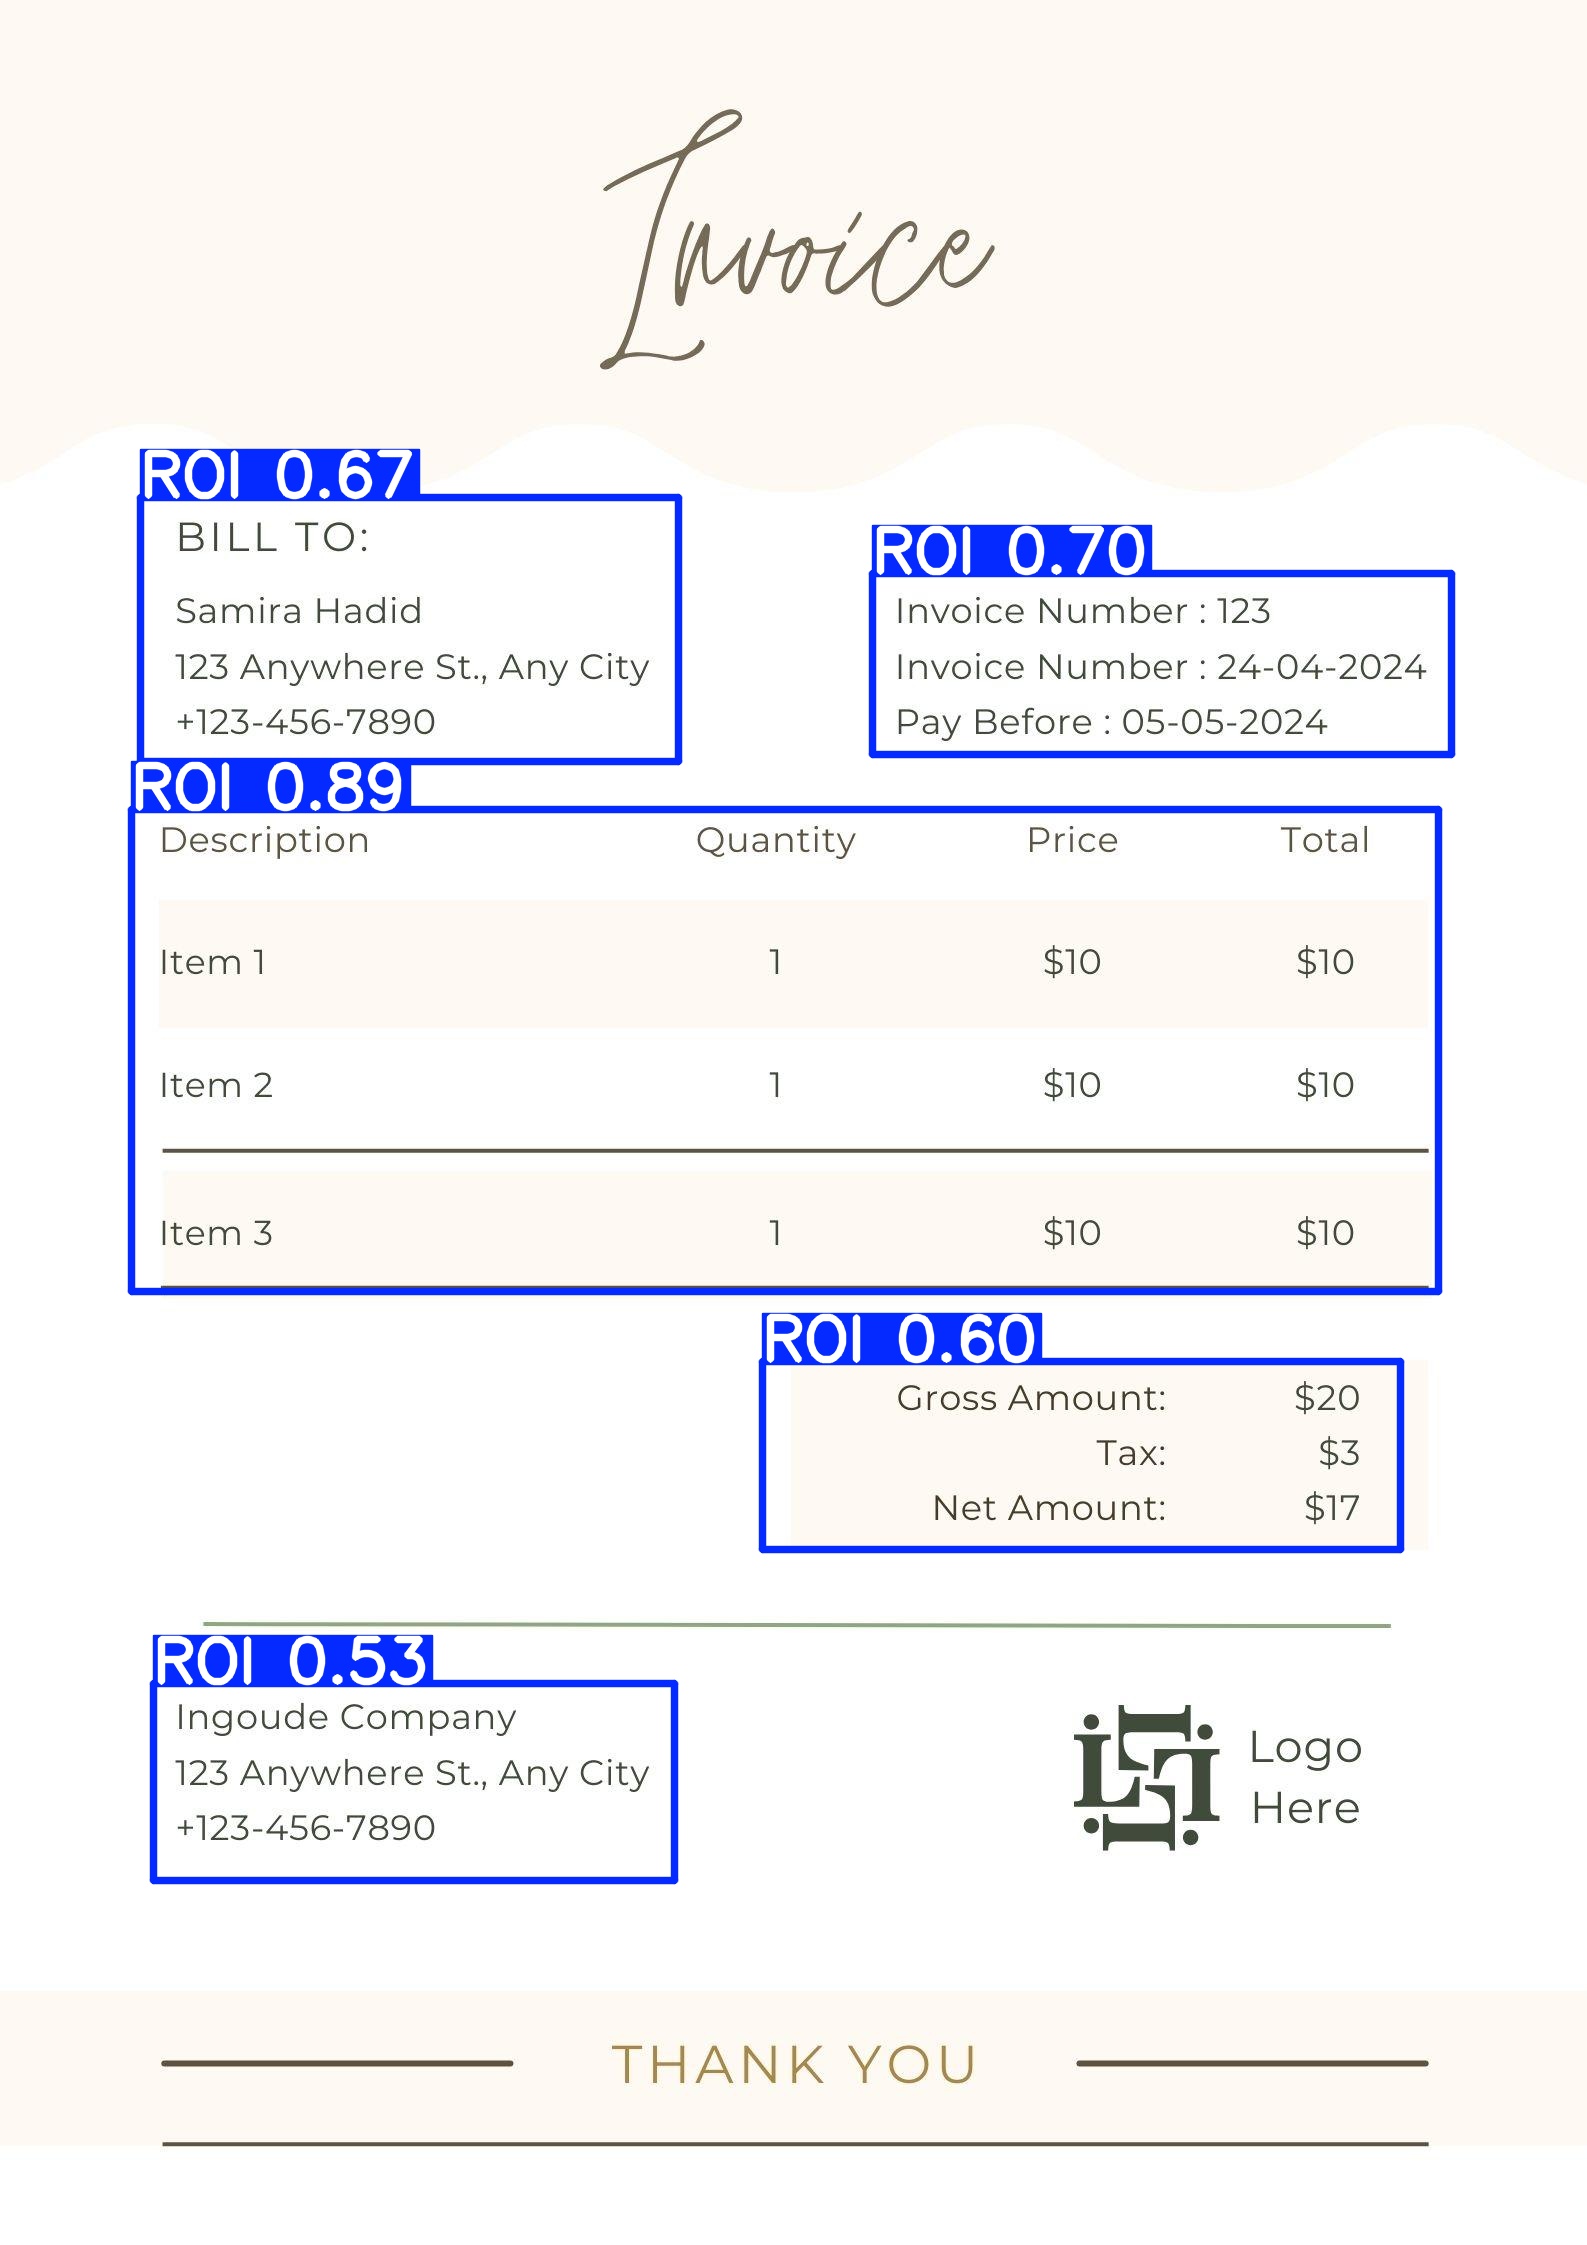 Invoice
ROI 0.67
BILL TO:
Samira Hadid
123 Anywhere St., Any City
+123-456-7890
ROI 0.70
Invoice Number : 123
Invoice Number : 24-04-2024
Pay Before : 05-05-2024
ROI 0.89
Description Quantity Price Total
Item 1 1 $10 $10
Item 2 1 $10 $10
Item 3 1 $10 $10
ROI 0.60
Gross Amount: $20
Tax: $3
Net Amount: $17
ROI 0.53
Ingoude Company
123 Anywhere St., Any City
+123-456-7890
Logo
Here
THANK YOU